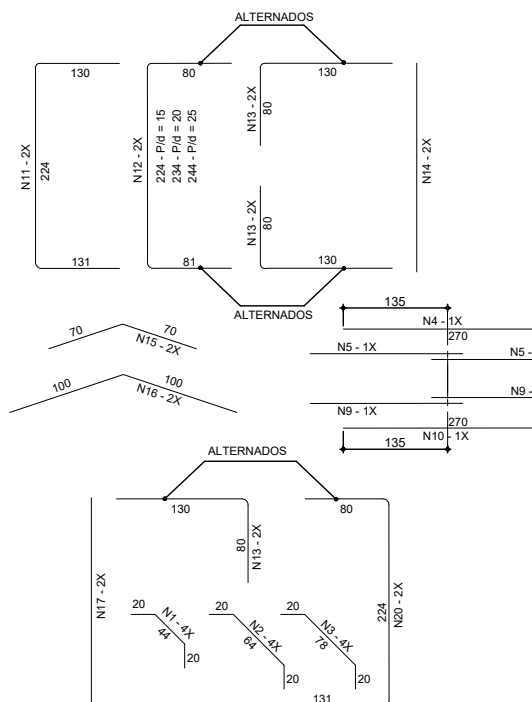 ALTERNADOS
130
80
130
N11 - 2X
224
N12 - 2X
224 - P/d = 15
234 - P/d = 20
244 - P/d = 25
N13 - 2X
80
N14 - 2X
N13 - 2X
80
131
81
130
ALTERNADOS
135
N4 - 1X
270
70
70
N15 - 2X
N5 - 1X
N5 -
100
100
N16 - 2X
N9 -
N9 - 1X
270
N10 - 1X
135
ALTERNADOS
130
80
80
N13 - 2X
N17 - 2X
224
N20 - 2X
20
N1 - 4X
44
20
20
N2 - 4X
64
20
20
N3 - 4X
78
20
131